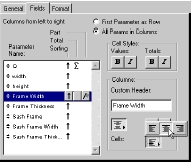 General Fields Format
Columns from left to right
First Parameter as Row
All Params in Columns
Part
Total
Sorting
Parameter
Name:
Cell Styles:
Values Totals
B I B I
ID Σ
width
height
Frame Width
Frame Thickness
Sash Frame
Sash Frame Width
Sash Frame Thick...
Columns:
Custom Header:
Frame Width
Cells: